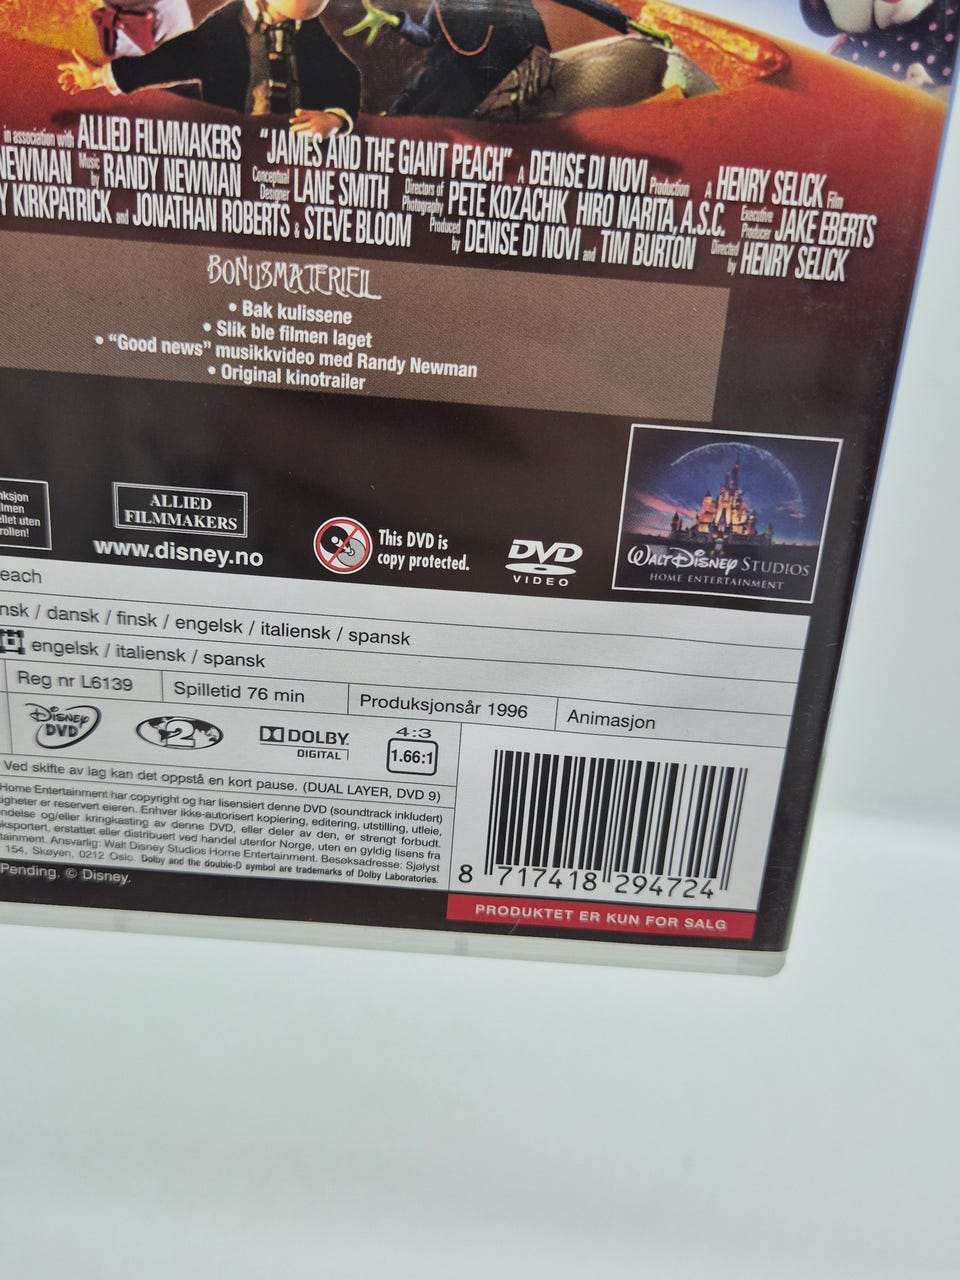 in association with ALLIED FILMMAKERS "JAMES AND THE GIANT PEACH" A DENISE DI NOVI Production A HENRY SELICK Film
NEWMAN Music by RANDY NEWMAN Conceptual Designer LANE SMITH Directors of Photography PETE KOZACHIK HIRO NARITA, A.S.C. Executive Producer JAKE EBERTS
KIRKPATRICK and JONATHAN ROBERTS & STEVE BLOOM Produced by DENISE DI NOVI and TIM BURTON Directed by HENRY SELICK
BONUSMATERIELL
• Bak kulissene
• Slik ble filmen laget
• "Good news" musikkvideo med Randy Newman
• Original kinotrailer
ALLIED
FILMMAKERS
www.disney.no
This DVD is
copy protected.
DVD
VIDEO
WALT DISNEY STUDIOS
HOME ENTERTAINMENT
eller uten
each
nsk / dansk / finsk / engelsk / italiensk / spansk
engelsk / italiensk / spansk
Reg nr L6139
Spilletid 76 min
Produksjonsår 1996
Animasjon
DISNEY
DVD
2
DOLBY
DIGITAL
4:3
1.66:1
Ved skifte av lag kan det oppstå en kort pause. (DUAL LAYER, DVD 9)
Home Entertainment har copyright og har lisensiert denne DVD (soundtrack inkludert)
igheter er reservert eieren. Enhver ikke-autorisert kopiering, editering, utstilling, utleie,
ndelse og/eller kringkasting av denne DVD, eller deler av den, er strengt forbudt.
ksportert, erstattet eller distribuert ved handel utenfor Norge, uten en gyldig lisens fra
tainment. Ansvarlig: Walt Disney Studios Home Entertainment. Besøksadresse: Sjølyst
154, Skøyen, 0212 Oslo. Dolby and the double-D symbol are trademarks of Dolby Laboratories.
Pending. © Disney.
8 717418 294724
PRODUKTET ER KUN FOR SALG